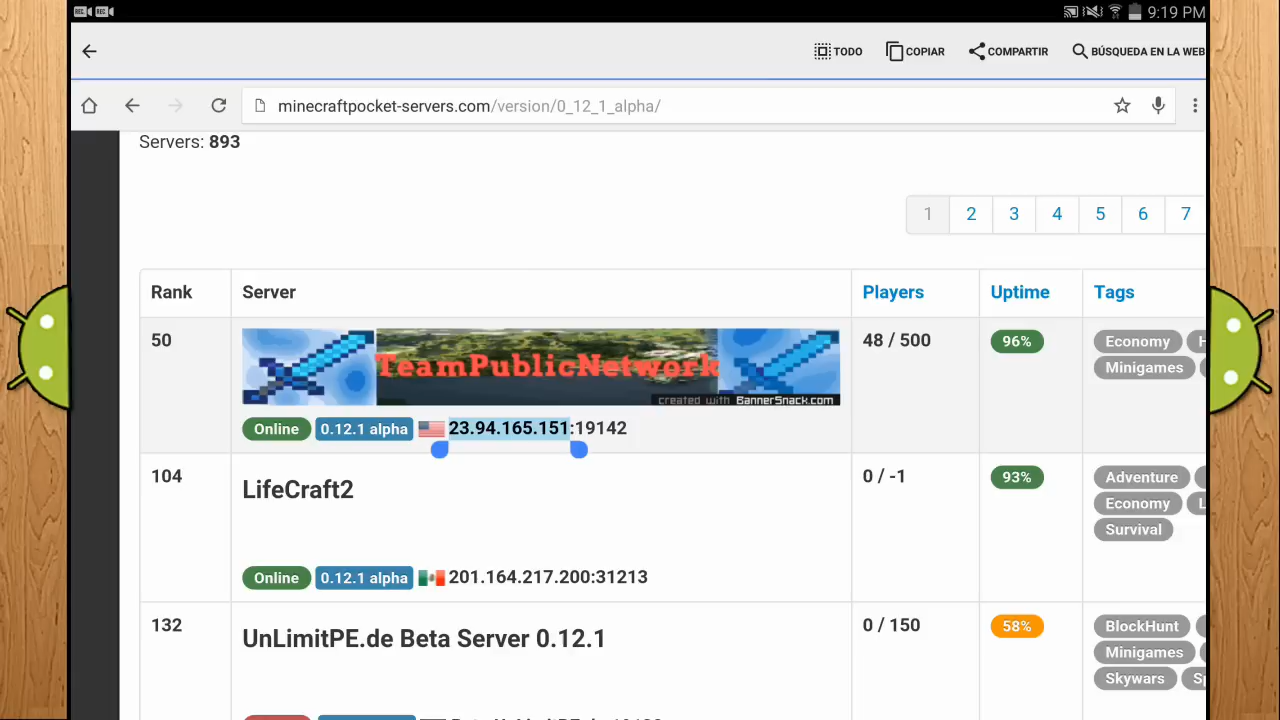 REC REC 9:19 PM
TODO COPIAR COMPARTIR BÚSQUEDA EN LA WEB
minecraftpocket-servers.com/version/0_12_1_alpha/
Servers: 893
1 2 3 4 5 6 7
Rank Server Players Uptime Tags
50 TeamPublicNetwork 48 / 500 96% Economy H
Minigames
created with BannerSnack.com
Online 0.12.1 alpha 23.94.165.151:19142
104 LifeCraft2 0 / -1 93% Adventure
Economy L
Survival
Online 0.12.1 alpha 201.164.217.200:31213
132 UnLimitPE.de Beta Server 0.12.1 0 / 150 58% BlockHunt
Minigames
Skywars S